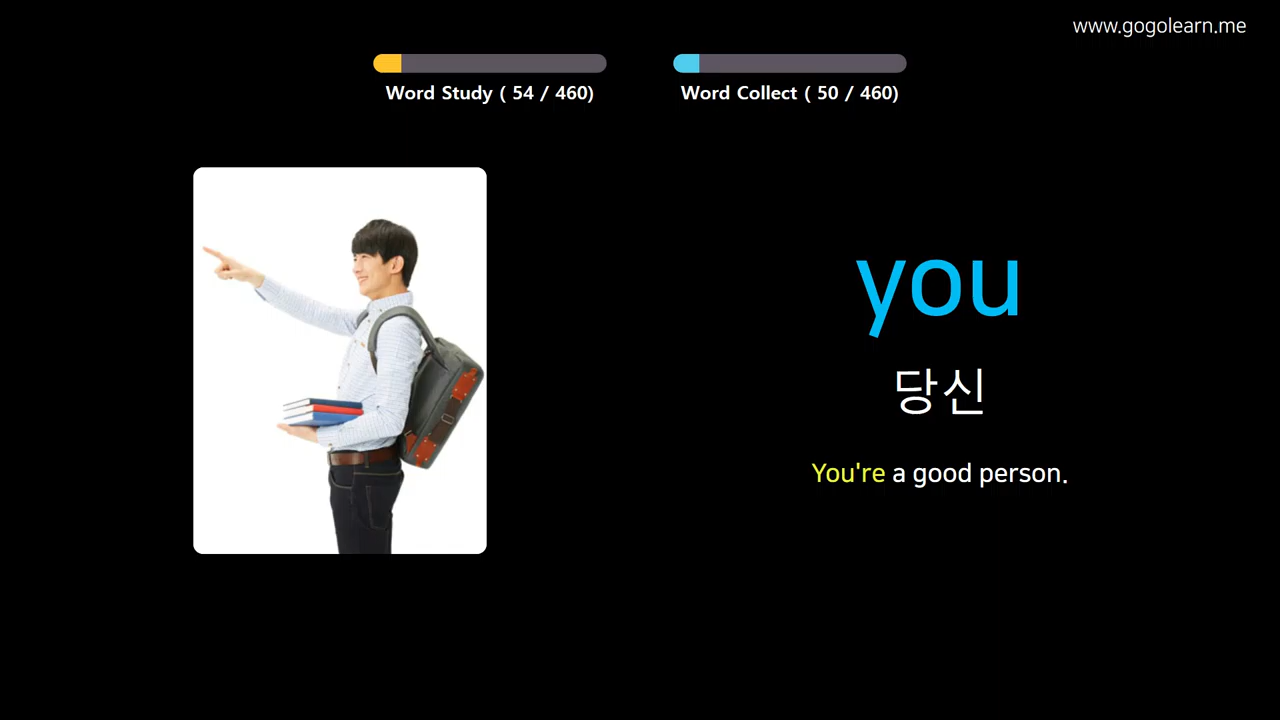 www.gogolearn.me
Word Study ( 54 / 460)
Word Collect ( 50 / 460)
you
당신
You're a good person.